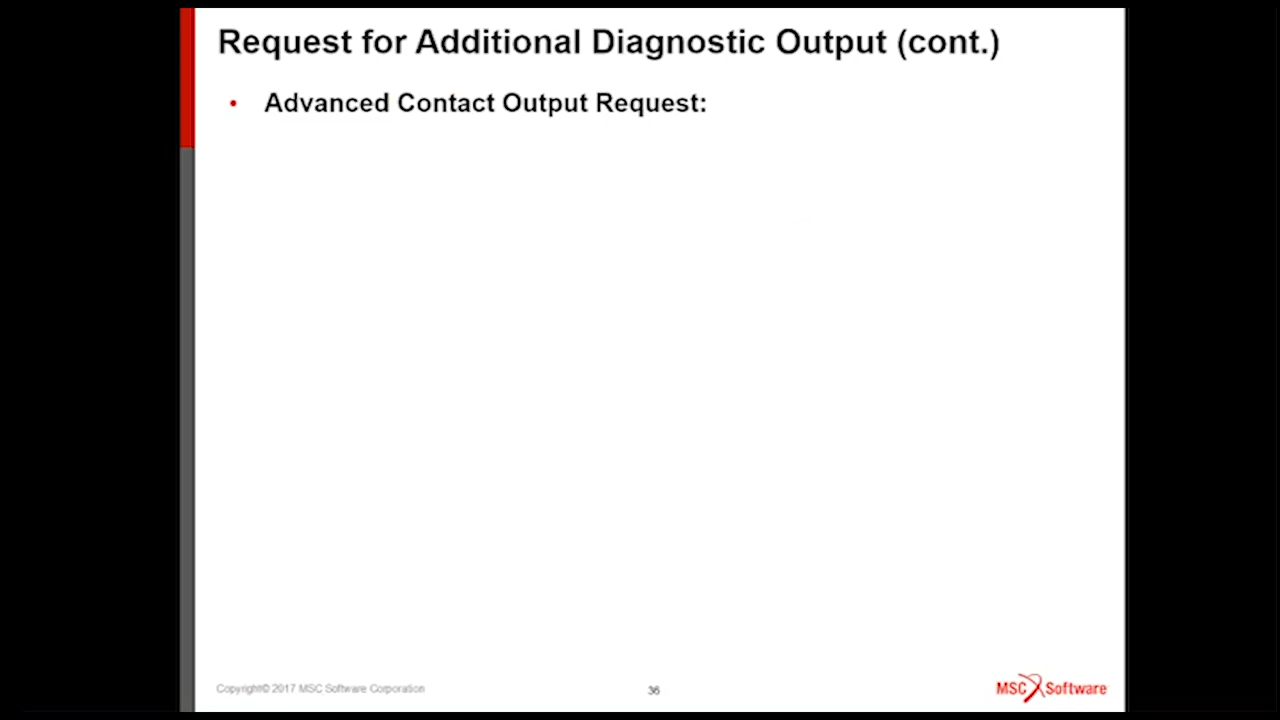 Request for Additional Diagnostic Output (cont.)
• Advanced Contact Output Request:
Copyright© 2017 MSC Software Corporation
36
MSC Software